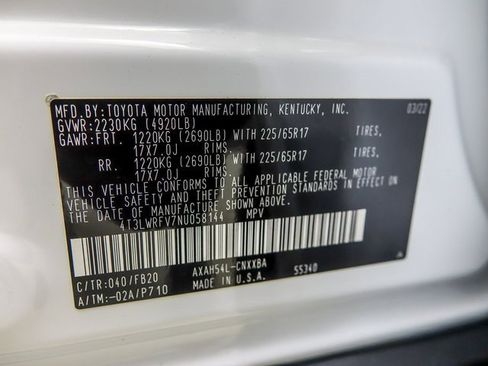 MFD.BY:TOYOTA MOTOR MANUFACTURING, KENTUCKY, INC. 03/22
GVWR:2230KG (4920LB)
GAWR:FRT. 1220KG (2690LB) WITH 225/65R17 TIRES,
17X7.0J RIMS.
RR. 1220KG (2690LB) WITH 225/65R17 TIRES,
17X7.0J RIMS.
THIS VEHICLE CONFORMS TO ALL APPLICABLE FEDERAL MOTOR
VEHICLE SAFETY AND THEFT PREVENTION STANDARDS IN EFFECT
ON THE DATE OF MANUFACTURE SHOWN ABOVE.
4T3LWRFV7NU058144 MPV
C/TR:040/FB20 AXAH54L-CNXXBA 55340
A/TM:-02A/P710 MADE IN U.S.A.